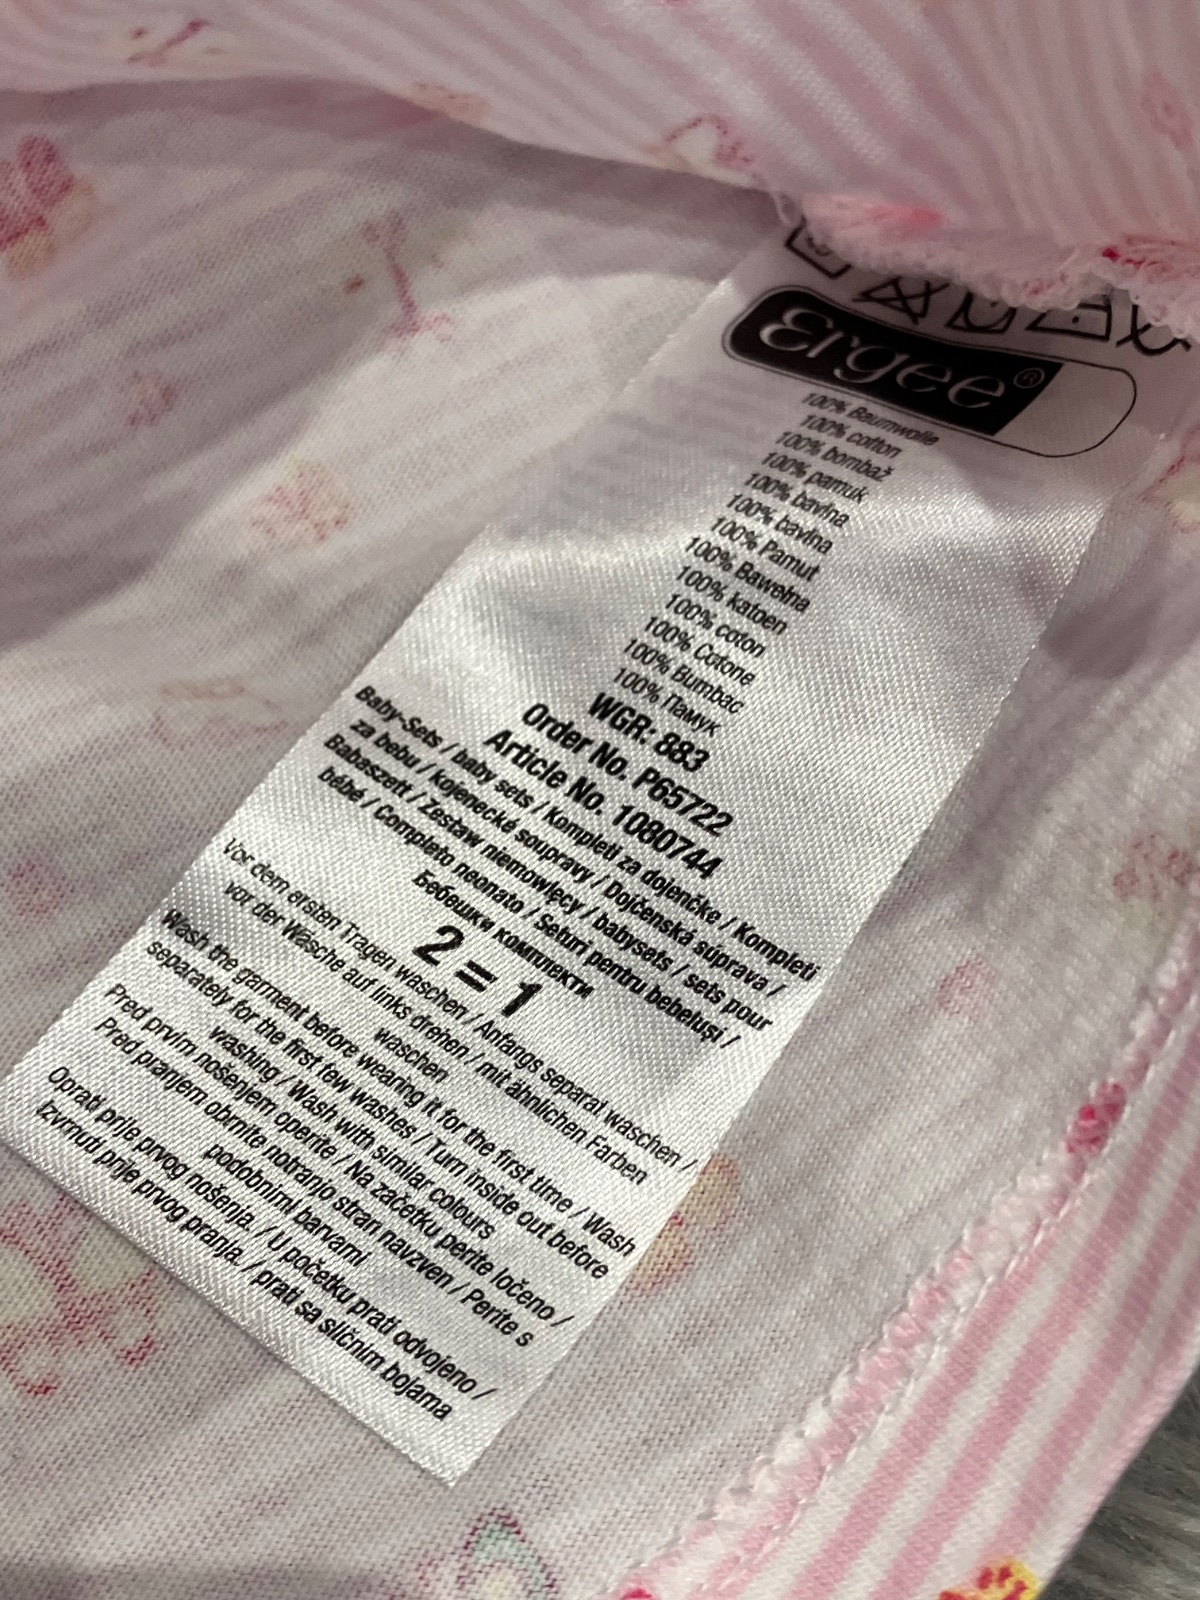 Ergee®
100% Baumwolle
100% cotton
100% bombaž
100% pamuk
100% bavlna
100% bavlna
100% Pamut
100% Bawełna
100% katoen
100% coton
100% Cotone
100% Bumbac
100% Памук
WGR: 883
Order No. P65722
Article No. 1080744
Baby-Sets / baby sets / Kompleti za dojenčke / Kompleti
za bebu / kojenecké soupravy / Dojčenská súprava /
Babaszett / Zestaw niemowlęcy / babysets / sets pour
bébé / Completo neonato / Seturi pentru bebeluşi /
Бебешки комплекти
2 = 1
Vor dem ersten Tragen waschen / Anfangs separat waschen /
vor der Wäsche auf links drehen / mit ähnlichen Farben
waschen
Wash the garment before wearing it for the first time / Wash
separately for the first few washes / Turn inside out before
washing / Wash with similar colours
Pred prvim nošenjem operite / Na začetku perite ločeno /
Pred pranjem obrnite notranjo stran navzven / Perite s
podobnimi barvami
Oprati prije prvog nošenja. / U početku prati odvojeno /
Izvrnuti prije prvog pranja. / prati sa sličnim bojama